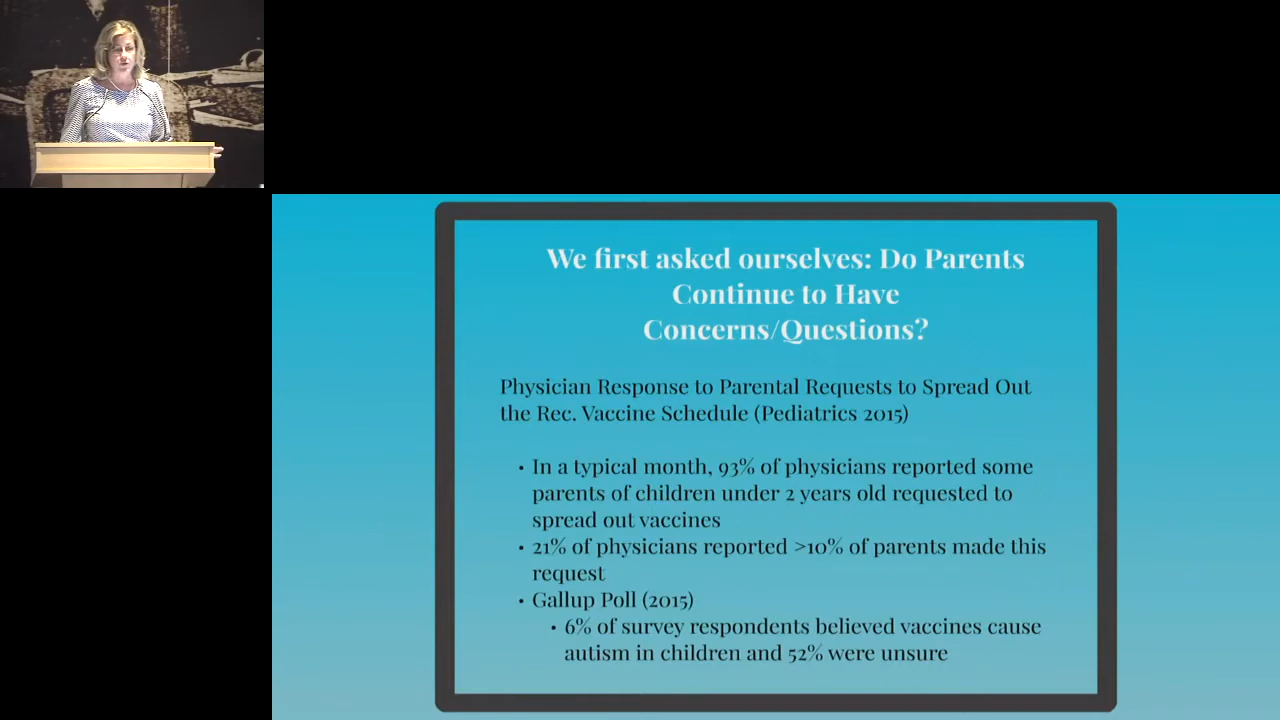 We first asked ourselves: Do Parents
Continue to Have
Concerns/Questions?
Physician Response to Parental Requests to Spread Out
the Rec. Vaccine Schedule (Pediatrics 2015)
• In a typical month, 93% of physicians reported some
parents of children under 2 years old requested to
spread out vaccines
• 21% of physicians reported >10% of parents made this
request
• Gallup Poll (2015)
• 6% of survey respondents believed vaccines cause
autism in children and 52% were unsure